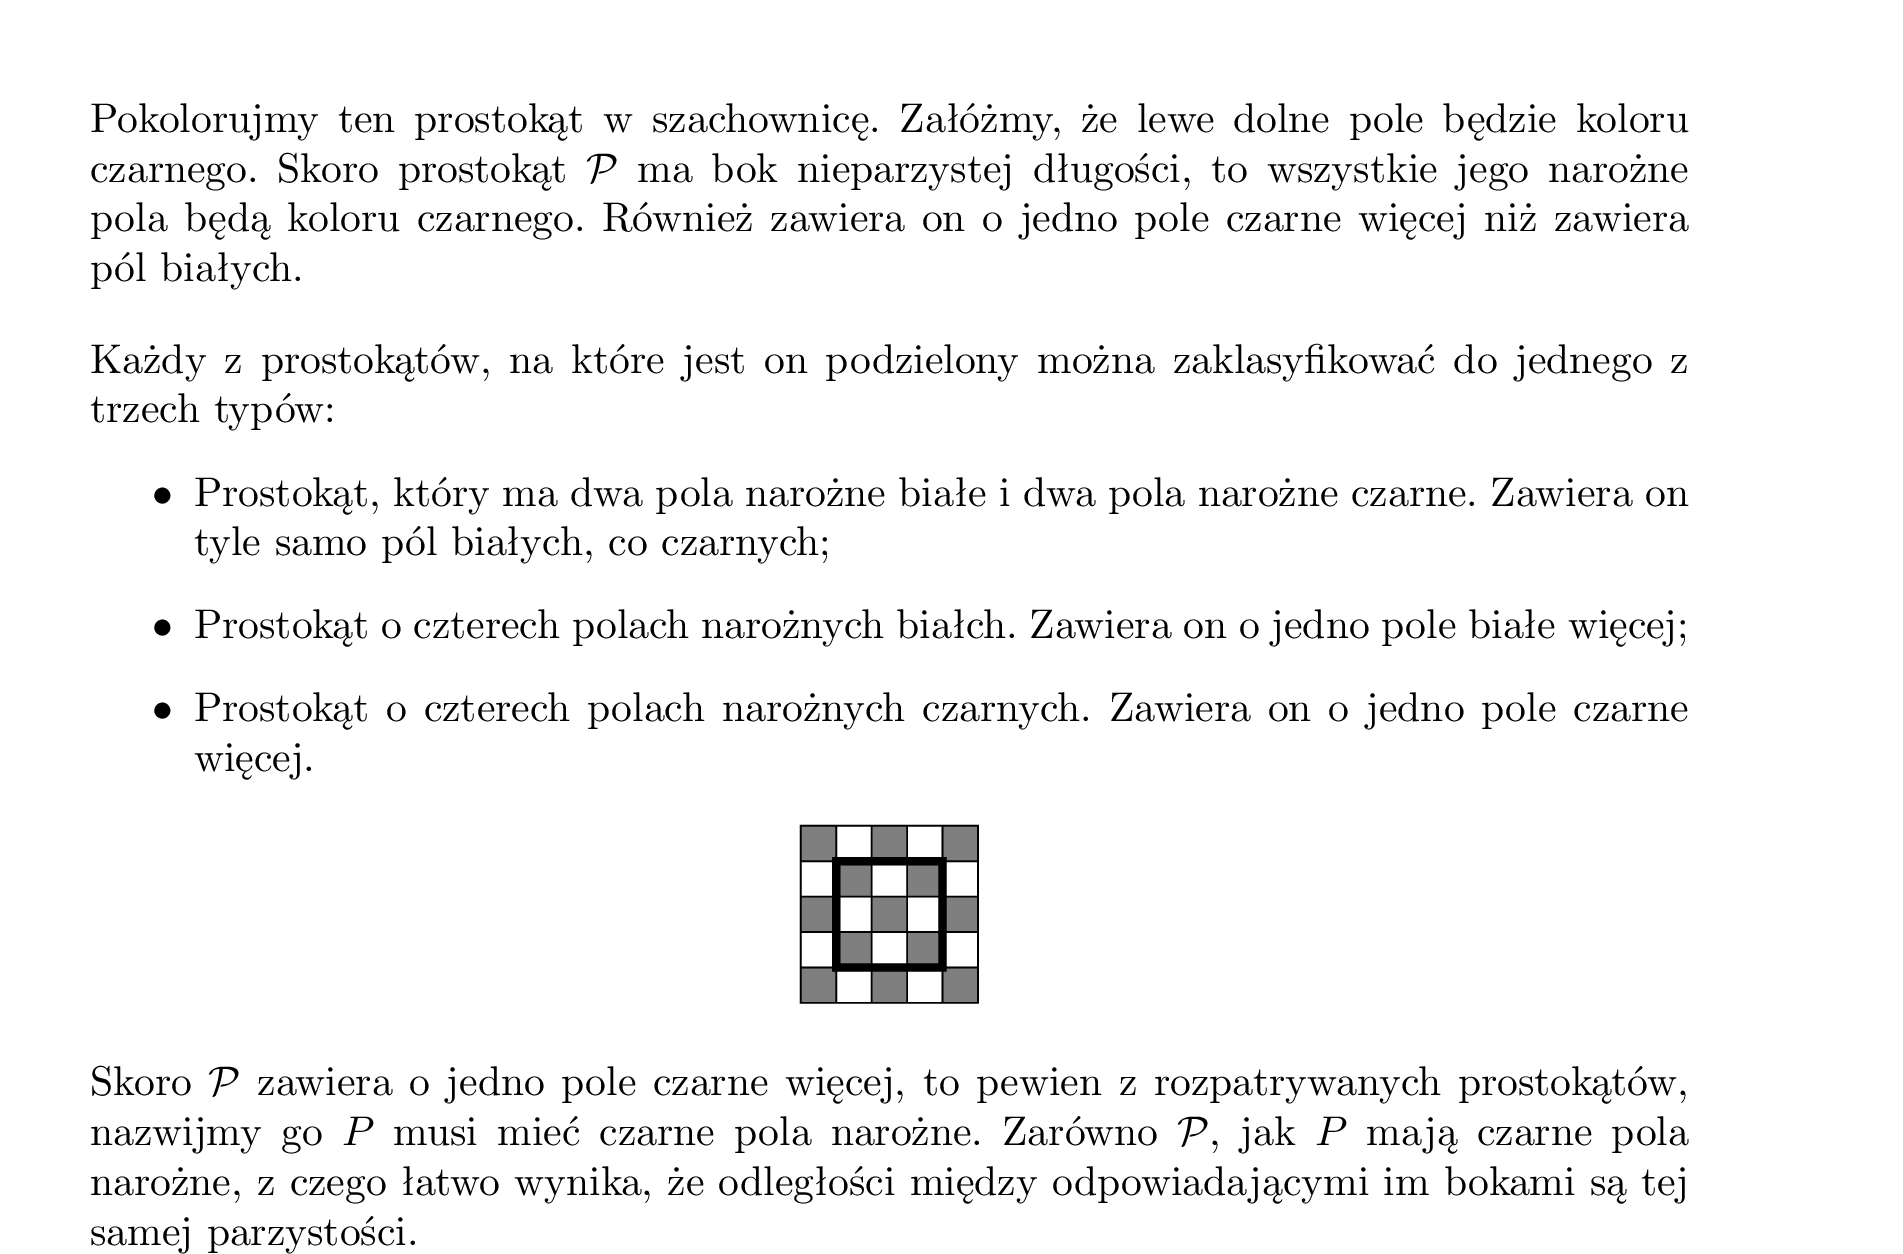 Pokolorujmy ten prostokąt w szachownicę. Załóżmy, że lewe dolne pole będzie koloru
czarnego. Skoro prostokąt 𝒫 ma bok nieparzystej długości, to wszystkie jego narożne
pola będą koloru czarnego. Również zawiera on o jedno pole czarne więcej niż zawiera
pól białych.
Każdy z prostokątów, na które jest on podzielony można zaklasyfikować do jednego z
trzech typów:
• Prostokąt, który ma dwa pola narożne białe i dwa pola narożne czarne. Zawiera on
tyle samo pól białych, co czarnych;
• Prostokąt o czterech polach narożnych białch. Zawiera on o jedno pole białe więcej;
• Prostokąt o czterech polach narożnych czarnych. Zawiera on o jedno pole czarne
więcej.
Skoro 𝒫 zawiera o jedno pole czarne więcej, to pewien z rozpatrywanych prostokątów,
nazwijmy go P musi mieć czarne pola narożne. Zarówno 𝒫, jak P mają czarne pola
narożne, z czego łatwo wynika, że odległości między odpowiadającymi im bokami są tej
samej parzystości.